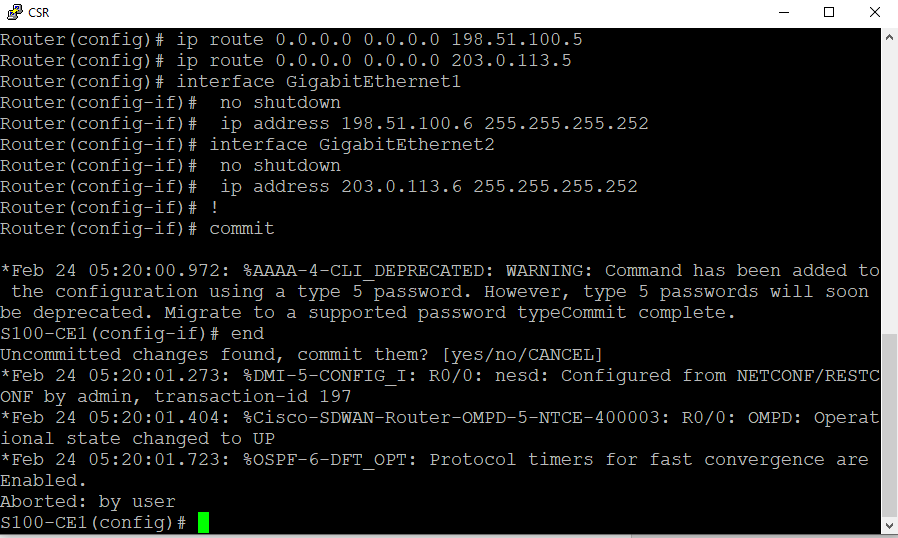 CSR
Router(config)# ip route 0.0.0.0 0.0.0.0 198.51.100.5
Router(config)# ip route 0.0.0.0 0.0.0.0 203.0.113.5
Router(config)# interface GigabitEthernet1
Router(config-if)#  no shutdown
Router(config-if)#  ip address 198.51.100.6 255.255.255.252
Router(config-if)# interface GigabitEthernet2
Router(config-if)#  no shutdown
Router(config-if)#  ip address 203.0.113.6 255.255.255.252
Router(config-if)# !
Router(config-if)# commit
*Feb 24 05:20:00.972: %AAAA-4-CLI_DEPRECATED: WARNING: Command has been added to
 the configuration using a type 5 password. However, type 5 passwords will soon
be deprecated. Migrate to a supported password typeCommit complete.
S100-CE1(config-if)# end
Uncommitted changes found, commit them? [yes/no/CANCEL]
*Feb 24 05:20:01.273: %DMI-5-CONFIG_I: R0/0: nesd: Configured from NETCONF/RESTC
ONF by admin, transaction-id 197
*Feb 24 05:20:01.404: %Cisco-SDWAN-Router-OMPD-5-NTCE-400003: R0/0: OMPD: Operat
ional state changed to UP
*Feb 24 05:20:01.723: %OSPF-6-DFT_OPT: Protocol timers for fast convergence are
Enabled.
Aborted: by user
S100-CE1(config)#